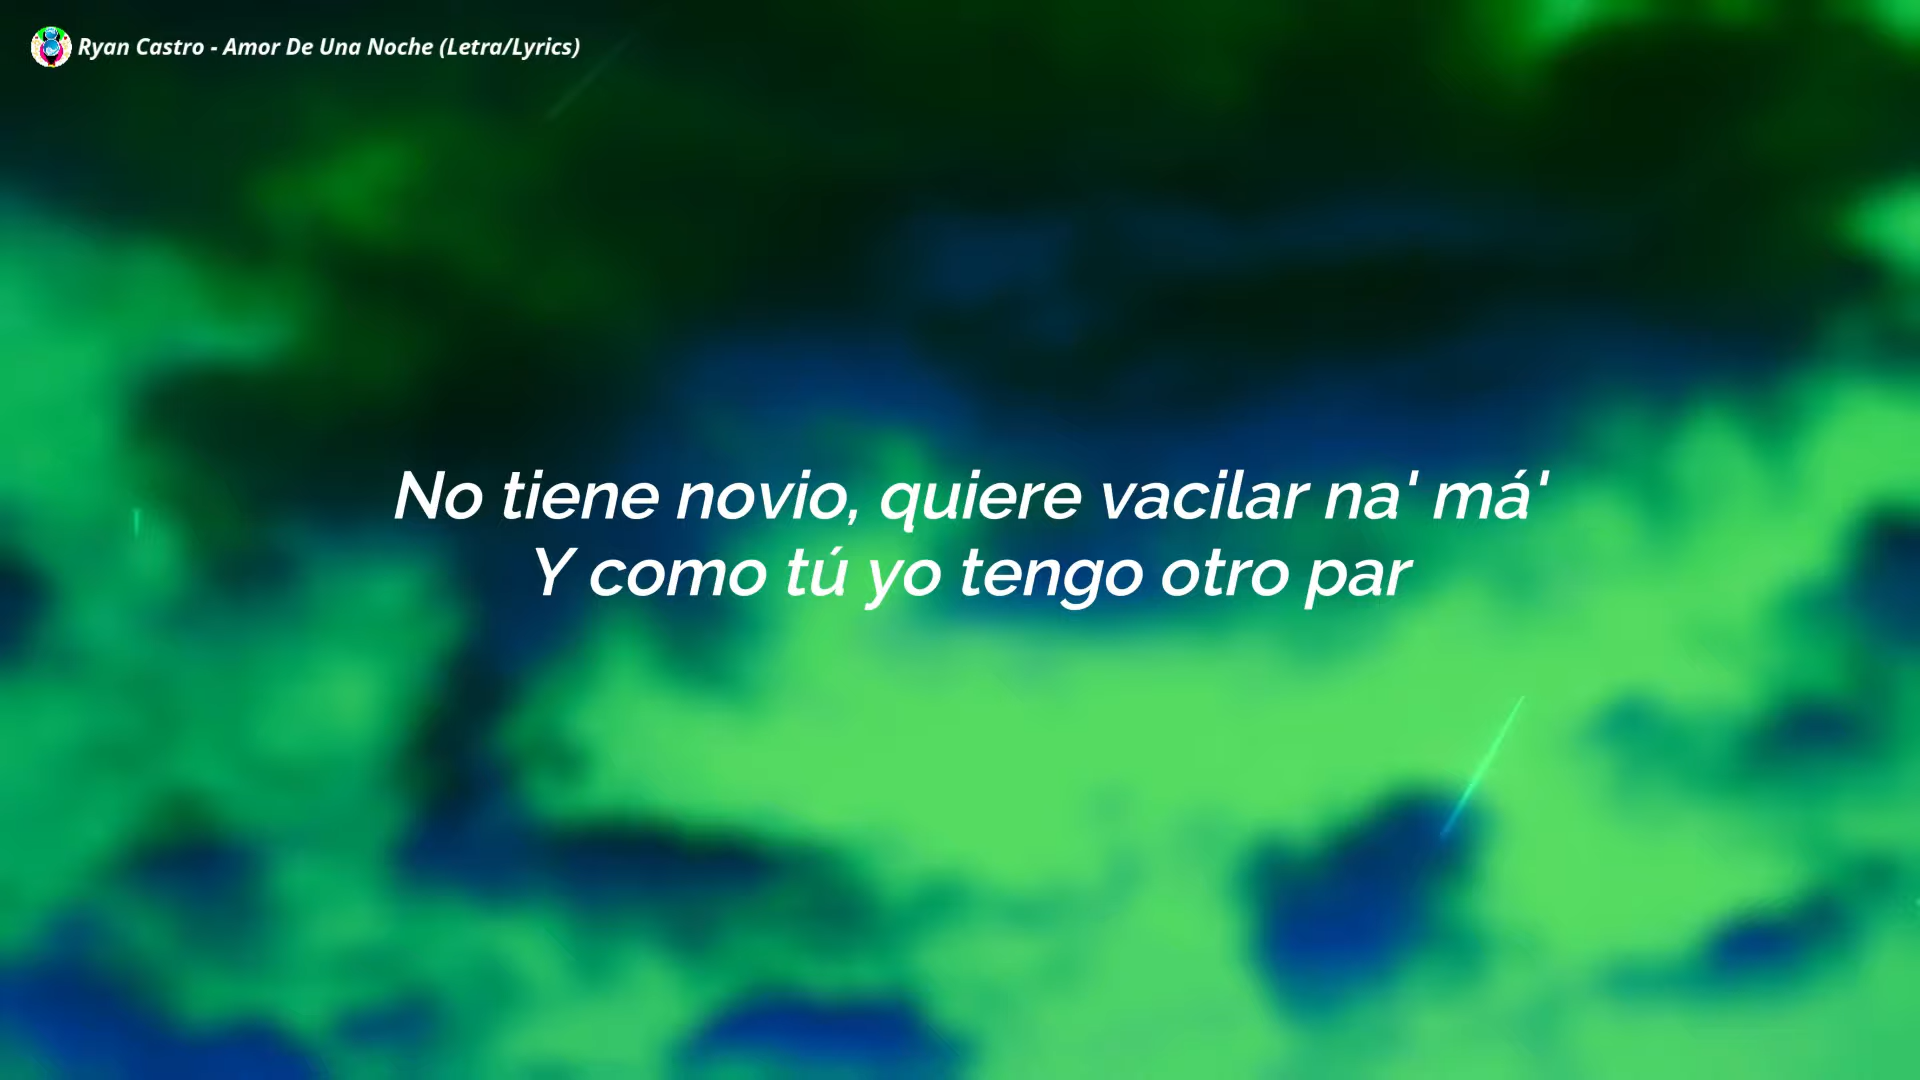 Ryan Castro - Amor De Una Noche (Letra/Lyrics)
No tiene novio, quiere vacilar na' má'
Y como tú yo tengo otro par